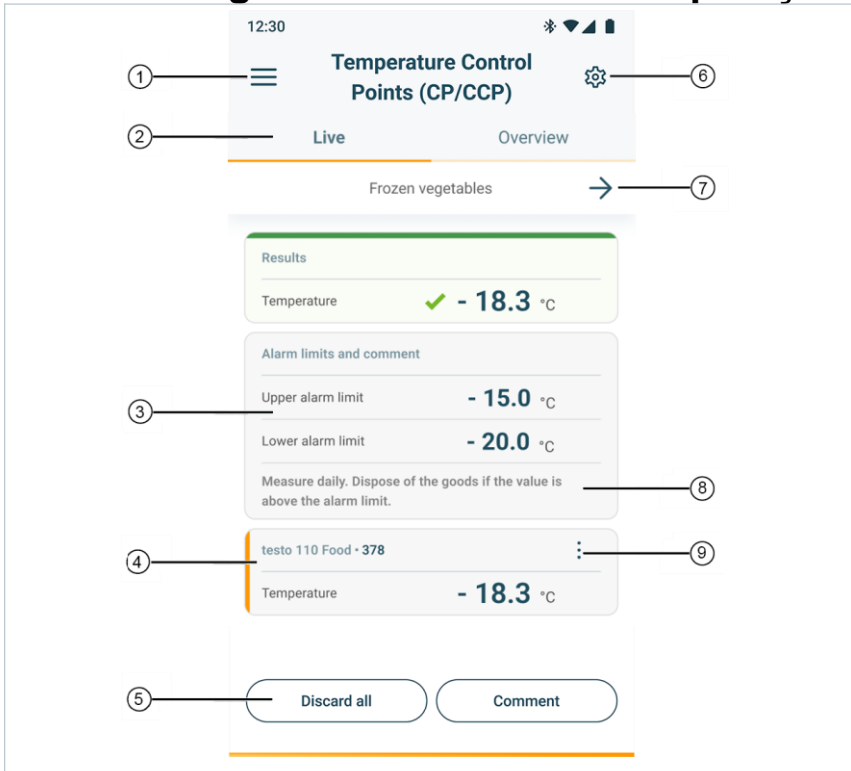 12:30
Temperature Control
Points (CP/CCP)
1
6
2
Live Overview
Frozen vegetables
7
Results
Temperature - 18.3 °C
Alarm limits and comment
Upper alarm limit - 15.0 °C
3
Lower alarm limit - 20.0 °C
Measure daily. Dispose of the goods if the value is
above the alarm limit.
8
testo 110 Food • 378
9
4
Temperature - 18.3 °C
5
Discard all Comment